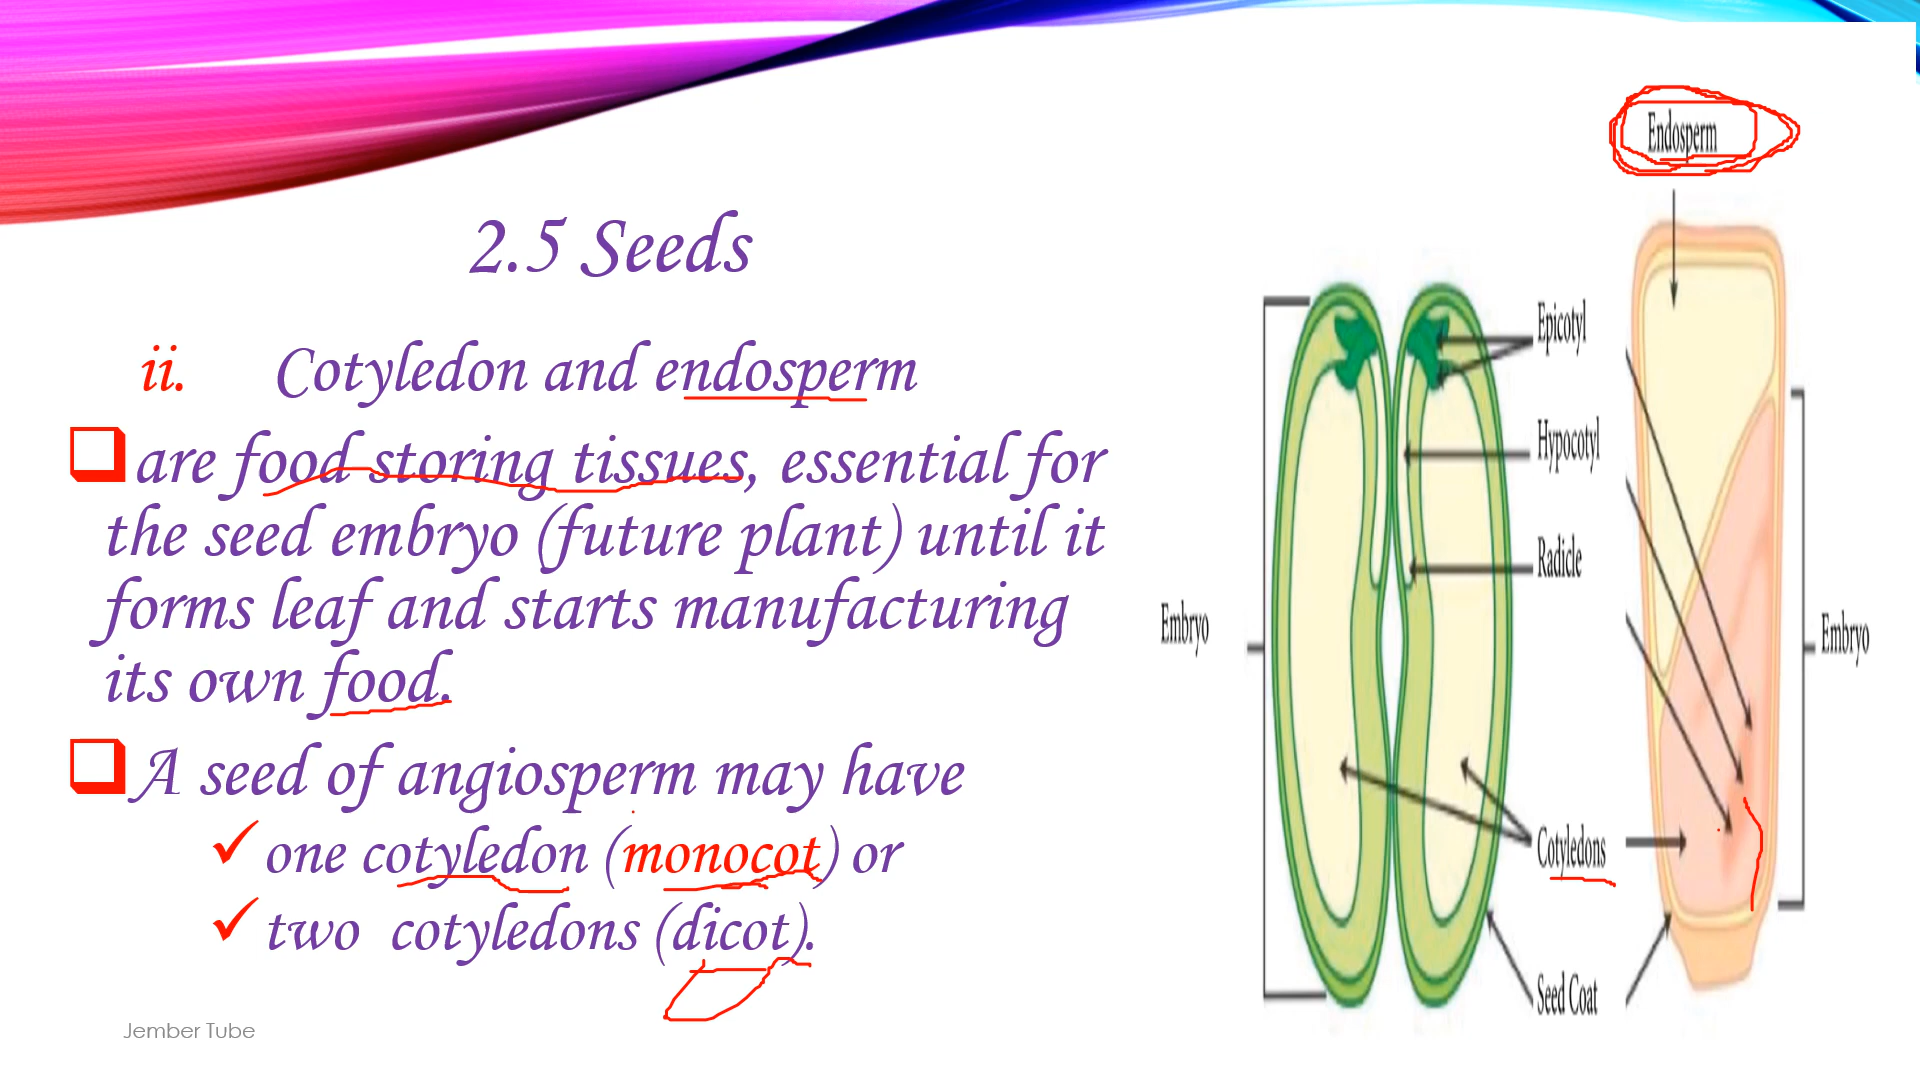 2.5 Seeds
ii. Cotyledon and endosperm
are food storing tissues, essential for
the seed embryo (future plant) until it
forms leaf and starts manufacturing
its own food.
A seed of angiosperm may have
one cotyledon (monocot) or
two cotyledons (dicot).
Jember Tube
Endosperm
Epicotyl
Hypocotyl
Radicle
Embryo
Embryo
Cotyledons
Seed Coat